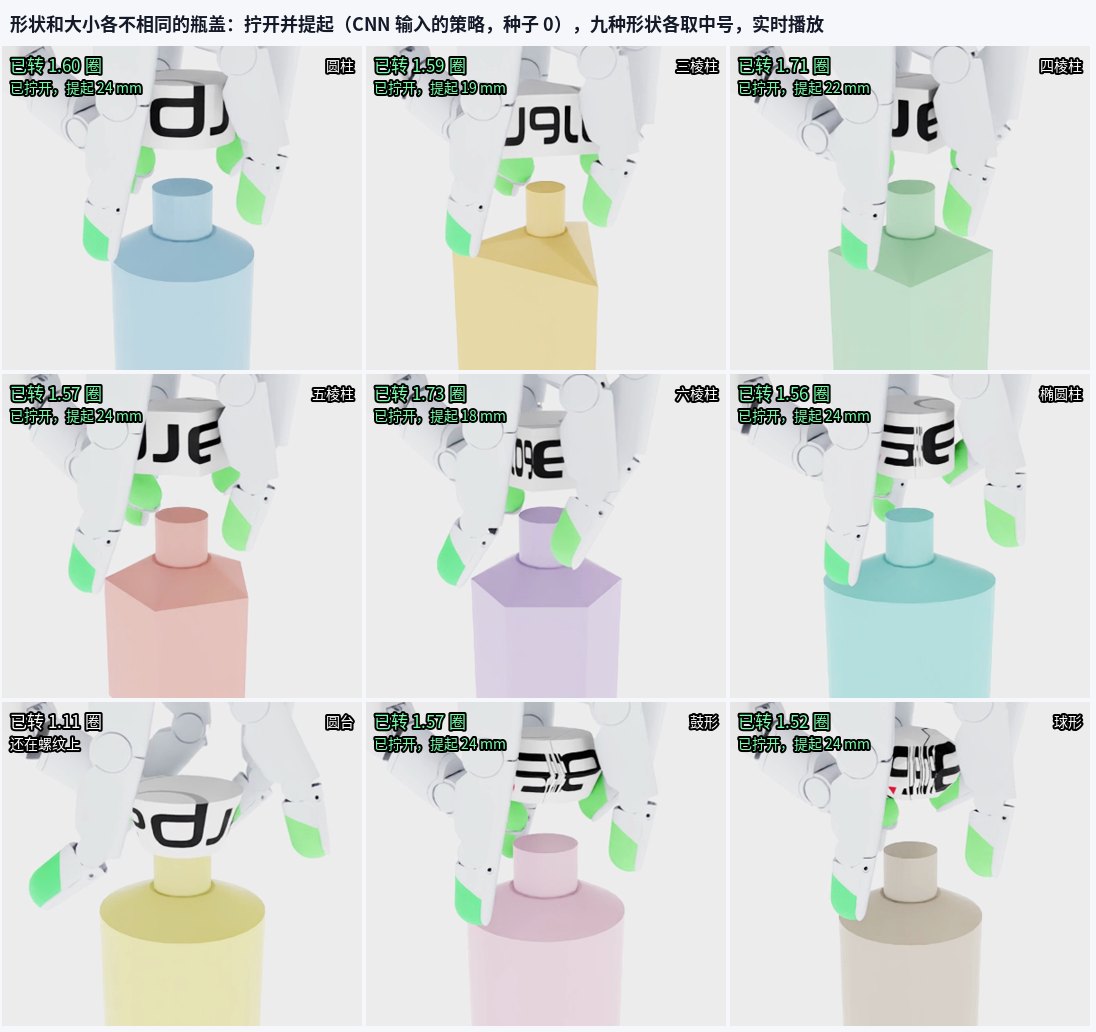 形状和大小各不相同的瓶盖：拧开并提起（CNN 输入的策略，种子 0），九种形状各取中号，实时播放
已转 1.60 圈
圆柱
已拧开，提起 24 mm
已转 1.59 圈
三棱柱
已拧开，提起 19 mm
已转 1.71 圈
四棱柱
已拧开，提起 22 mm
已转 1.57 圈
五棱柱
已拧开，提起 24 mm
已转 1.73 圈
六棱柱
已拧开，提起 18 mm
已转 1.56 圈
椭圆柱
已拧开，提起 24 mm
已转 1.11 圈
圆台
还在螺纹上
已转 1.57 圈
鼓形
已拧开，提起 24 mm
已转 1.52 圈
球形
已拧开，提起 24 mm